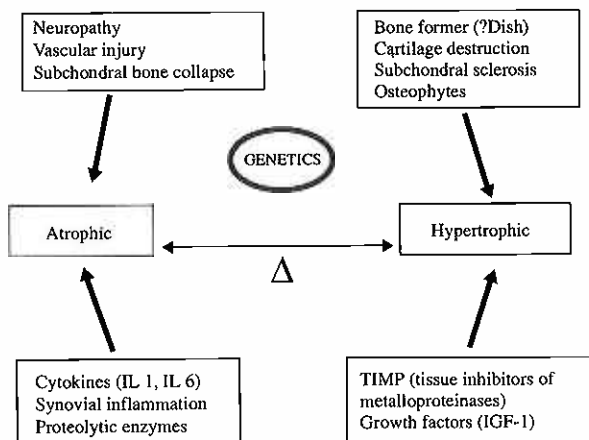 Neuropathy
Vascular injury
Subchondral bone collapse
Bone former (?Dish)
Cartilage destruction
Subchondral sclerosis
Osteophytes
GENETICS
Atrophic
Hypertrophic
Δ
Cytokines (IL 1, IL 6)
Synovial inflammation
Proteolytic enzymes
TIMP (tissue inhibitors of
metalloproteinases)
Growth factors (IGF-1)